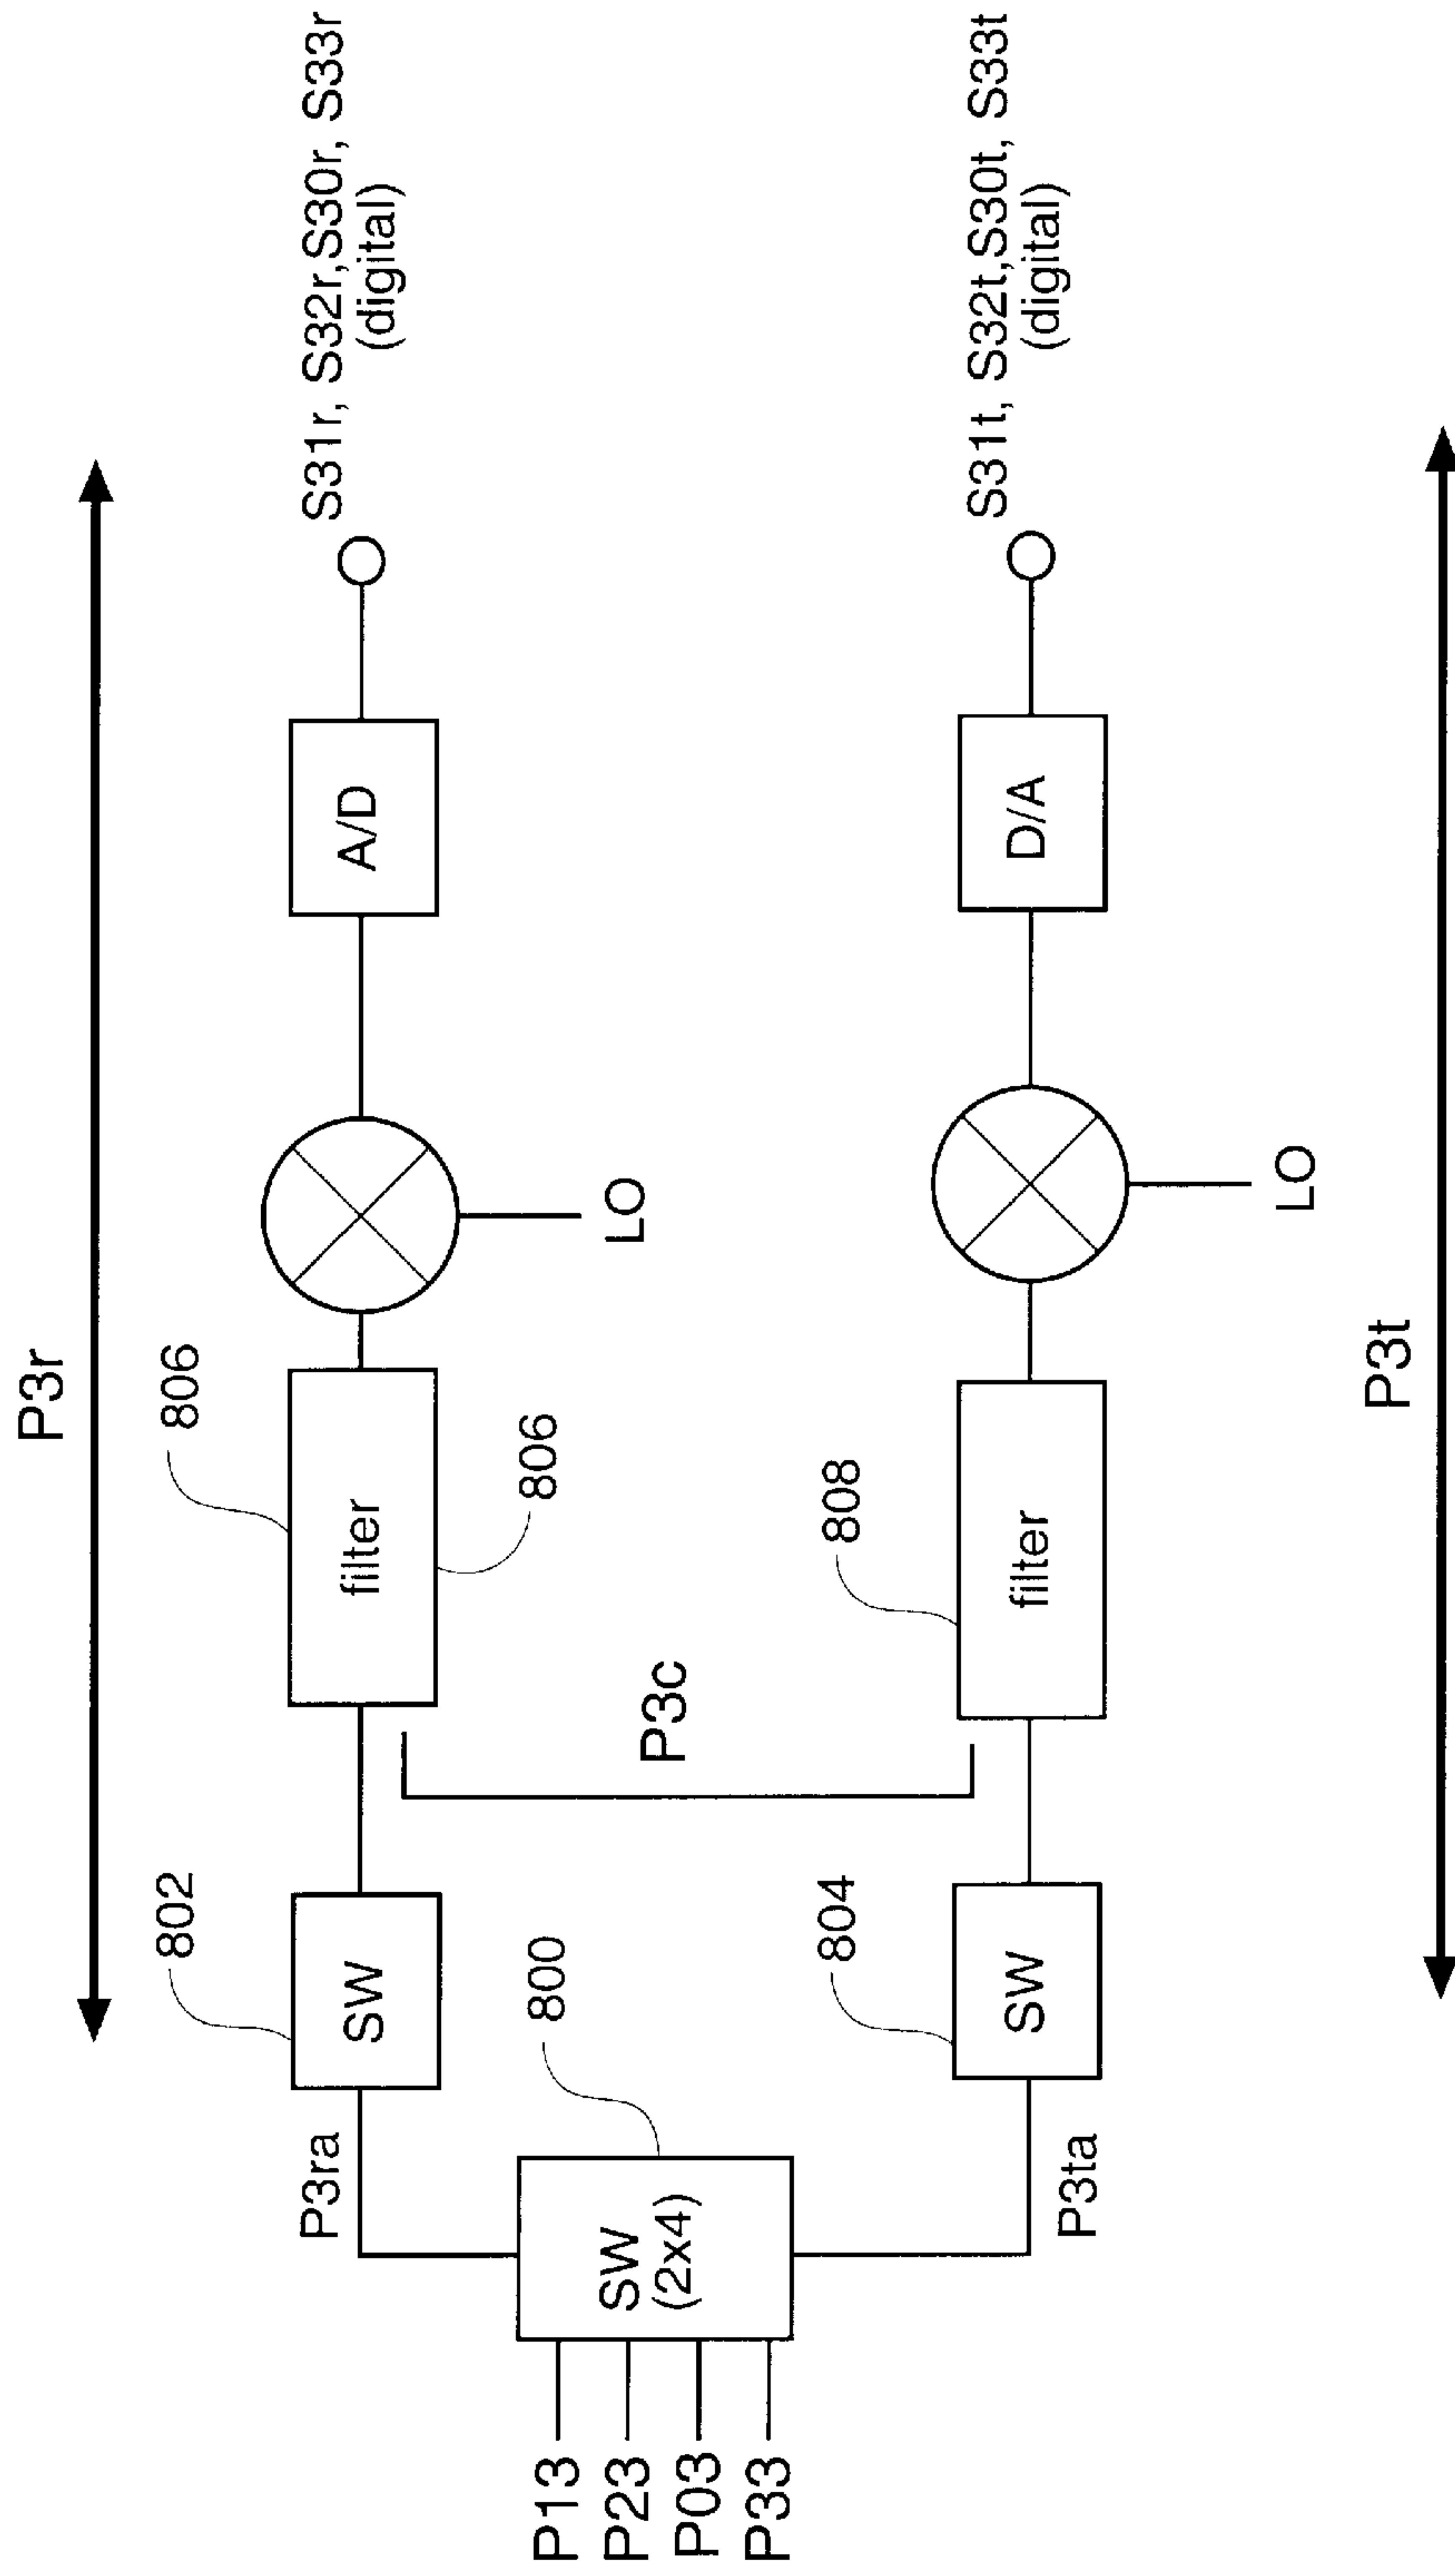 P3r
802
806
P3ra
SW
filter
A/D
S31r, S32r,S30r, S33r
(digital)
806
LO
800
P13
P23
P03
P33
SW
(2x4)
P3c
804
808
P3ta
SW
filter
D/A
S31t, S32t,S30t, S33t
(digital)
LO
P3t